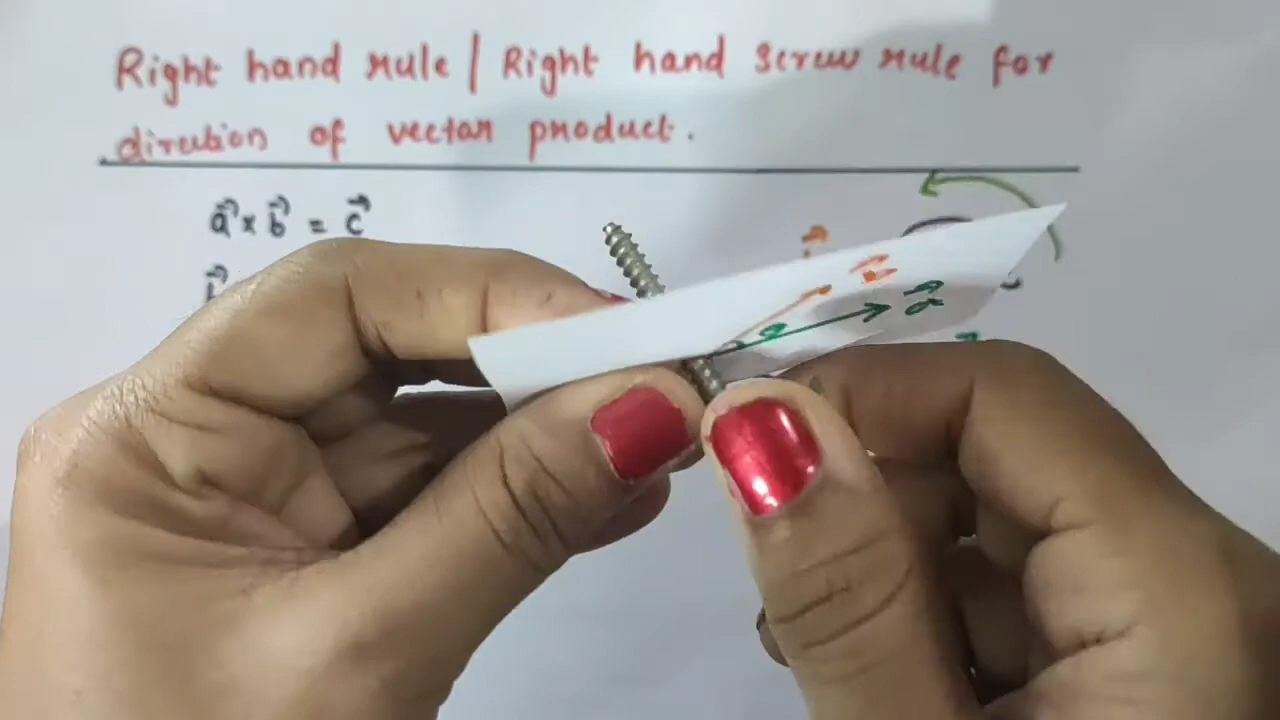 Right hand rule / Right hand screw rule for
direction of vector product.
a⃗ × b⃗ = c⃗
b⃗
a⃗
θ